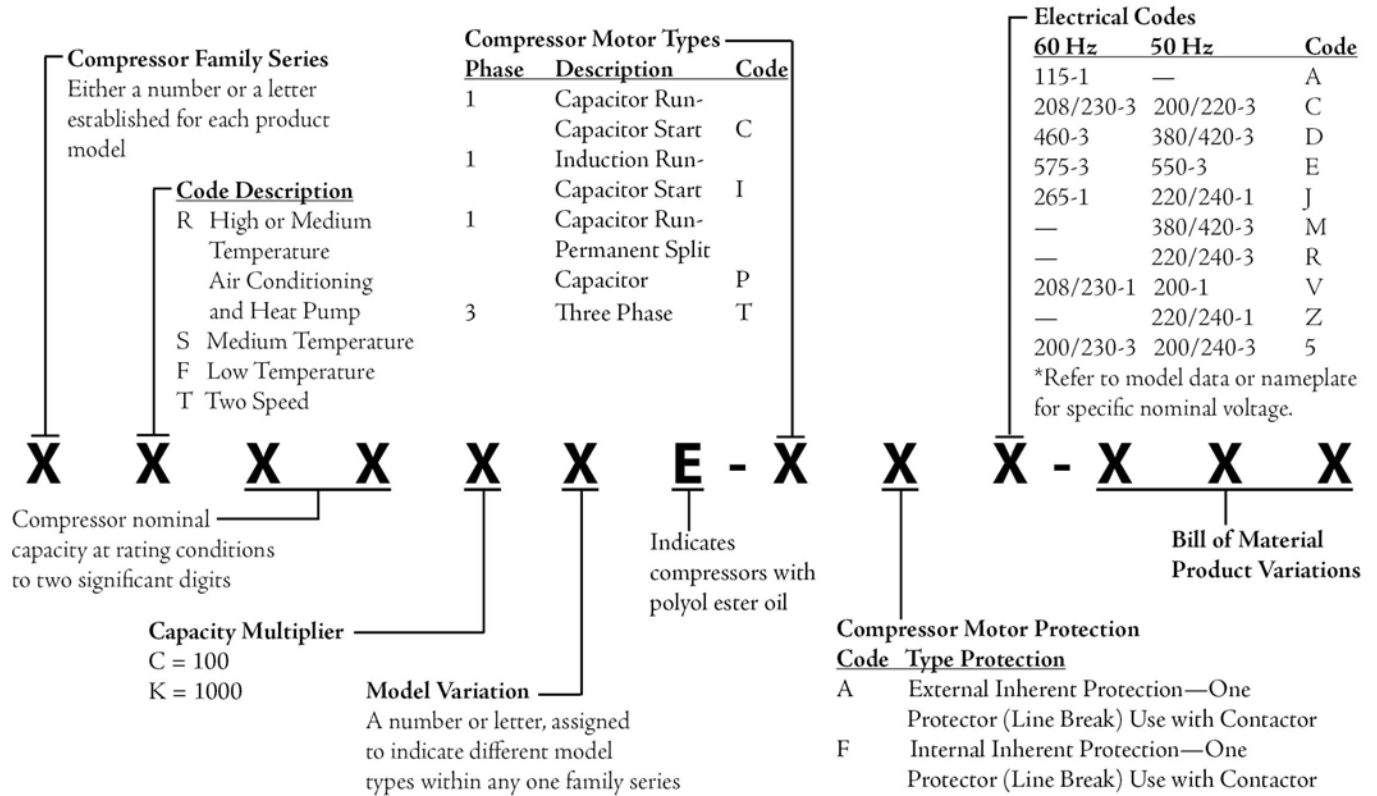 Compressor Family Series
Either a number or a letter
established for each product
model
Code Description
R High or Medium
Temperature
Air Conditioning
and Heat Pump
S Medium Temperature
F Low Temperature
T Two Speed
Compressor Motor Types
Phase Description Code
1 Capacitor Run-
Capacitor Start C
1 Induction Run-
Capacitor Start I
1 Capacitor Run-
Permanent Split
Capacitor P
3 Three Phase T
Electrical Codes
60 Hz 50 Hz Code
115-1 — A
208/230-3 200/220-3 C
460-3 380/420-3 D
575-3 550-3 E
265-1 220/240-1 J
— 380/420-3 M
— 220/240-3 R
208/230-1 200-1 V
— 220/240-1 Z
200/230-3 200/240-3 5
*Refer to model data or nameplate
for specific nominal voltage.
X X X X X X E - X X X - X X X
Compressor nominal
capacity at rating conditions
to two significant digits
Capacity Multiplier
C = 100
K = 1000
Model Variation
A number or letter, assigned
to indicate different model
types within any one family series
Indicates
compressors with
polyol ester oil
Compressor Motor Protection
Code Type Protection
A External Inherent Protection—One
Protector (Line Break) Use with Contactor
F Internal Inherent Protection—One
Protector (Line Break) Use with Contactor
Bill of Material
Product Variations